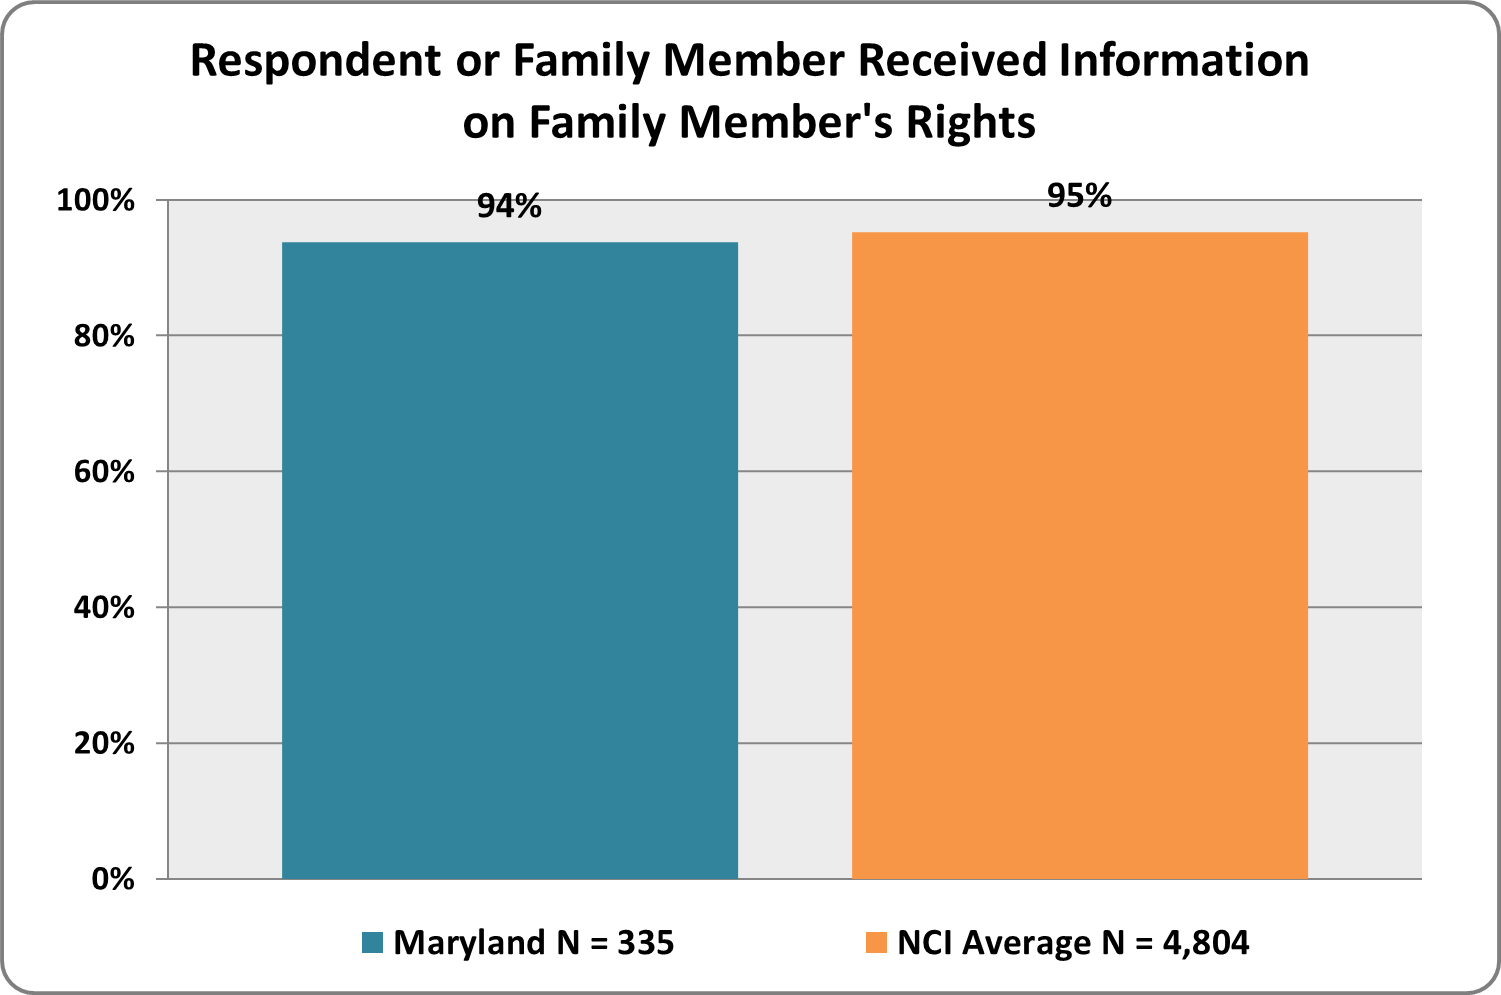 Respondent or Family Member Received Information
on Family Member's Rights
100%
94%
95%
80%
60%
40%
20%
0%
Maryland N = 335
NCI Average N = 4,804